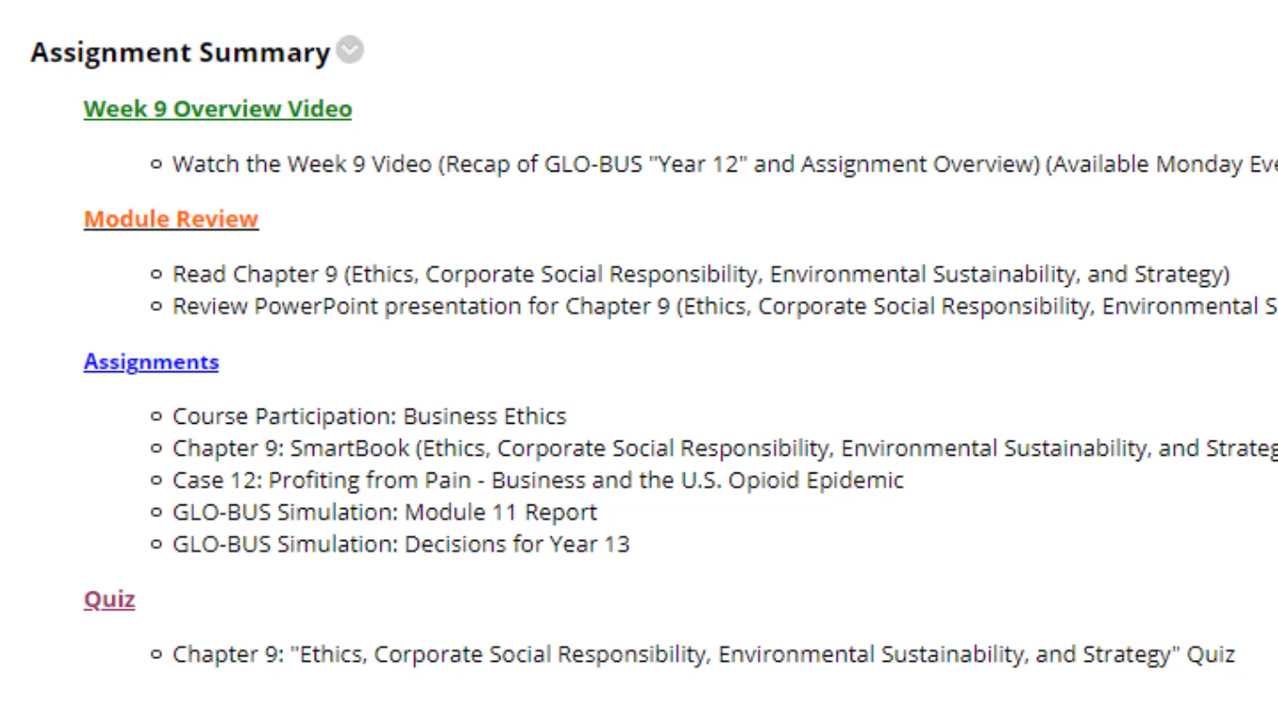 Assignment Summary
Week 9 Overview Video
Watch the Week 9 Video (Recap of GLO-BUS "Year 12" and Assignment Overview) (Available Monday
Module Review
Read Chapter 9 (Ethics, Corporate Social Responsibility, Environmental Sustainability, and Strategy)
Review PowerPoint presentation for Chapter 9 (Ethics, Corporate Social Responsibility, Environmental
Assignments
Course Participation: Business Ethics
Chapter 9: SmartBook (Ethics, Corporate Social Responsibility, Environmental Sustainability, and
Case 12: Profiting from Pain - Business and the U.S. Opioid Epidemic
GLO-BUS Simulation: Module 11 Report
GLO-BUS Simulation: Decisions for Year 13
Quiz
Chapter 9: "Ethics, Corporate Social Responsibility, Environmental Sustainability, and Strategy" Quiz